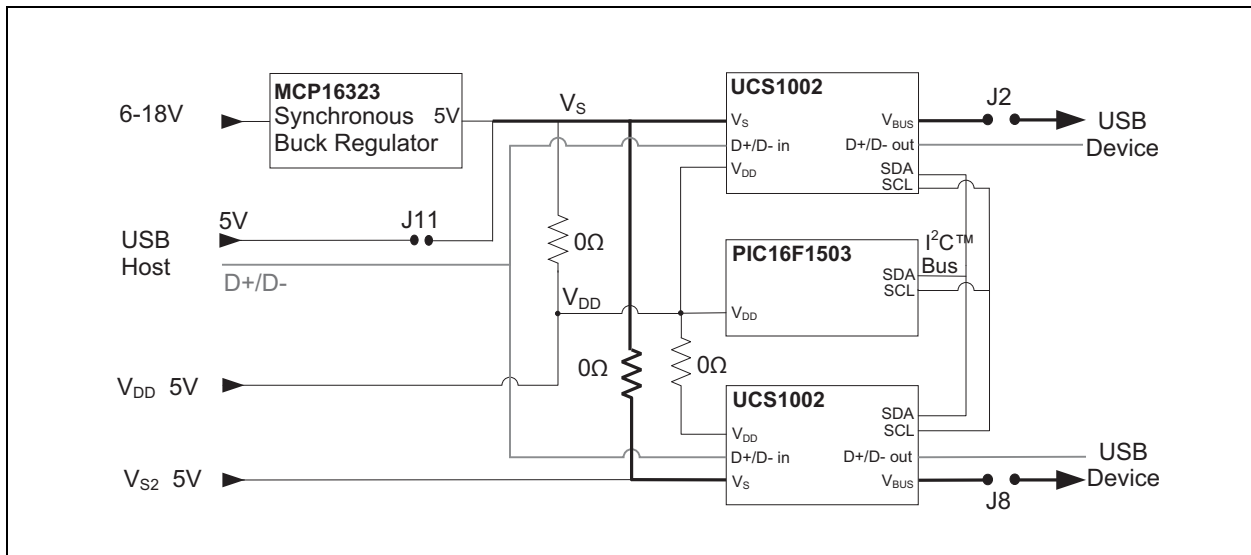 6-18V
MCP16323
Synchronous
Buck Regulator
5V
V_S
UCS1002
V_S
D+/D- in
V_DD
V_BUS
D+/D- out
SDA
SCL
J2
USB
Device
5V
USB
Host
J11
D+/D-
0Ω
V_DD
PIC16F1503
V_DD
SDA
SCL
I²C™
Bus
0Ω
0Ω
V_DD 5V
UCS1002
V_DD
D+/D- in
V_S
SDA
SCL
D+/D- out
V_BUS
USB
Device
J8
V_S2 5V